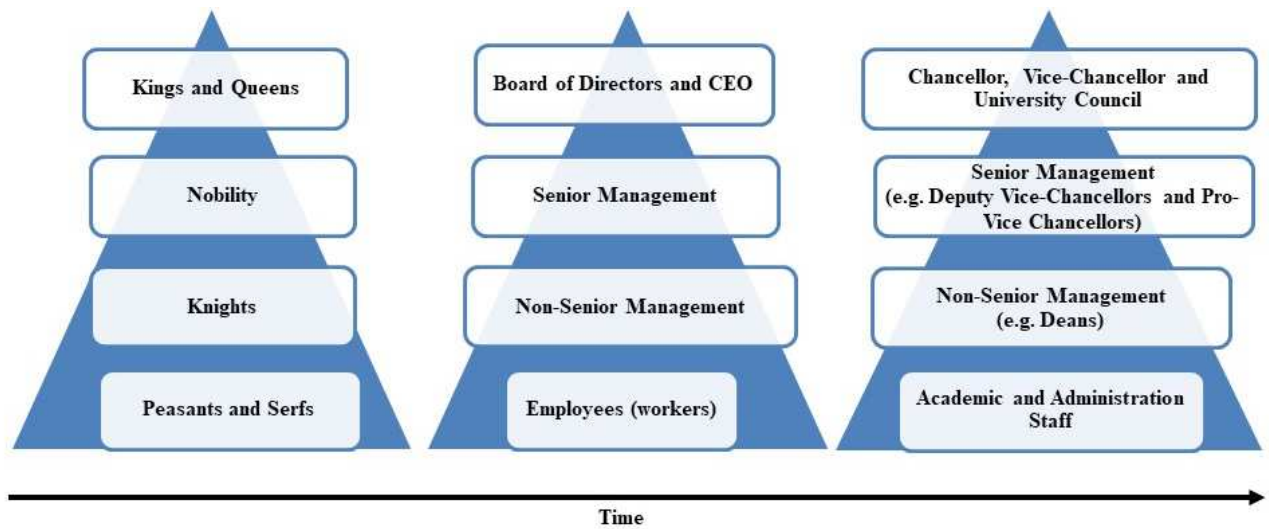 Kings and Queens
Nobility
Knights
Peasants and Serfs
Board of Directors and CEO
Senior Management
Non-Senior Management
Employees (workers)
Chancellor, Vice-Chancellor and
University Council
Senior Management
(e.g. Deputy Vice-Chancellors and Pro-
Vice Chancellors)
Non-Senior Management
(e.g. Deans)
Academic and Administration
Staff
Time